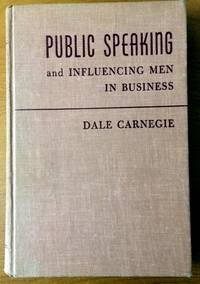 PUBLIC SPEAKING
and INFLUENCING MEN
IN BUSINESS
DALE CARNEGIE